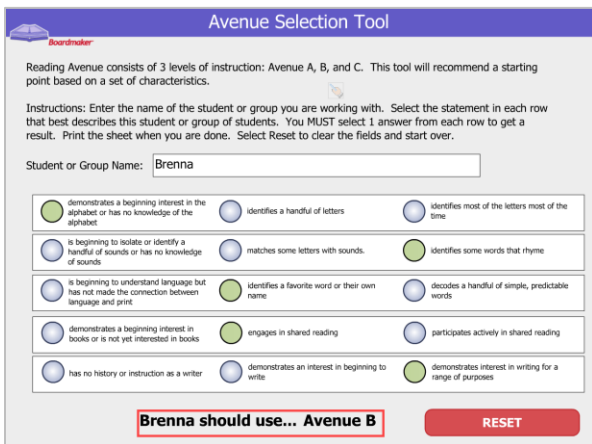 Avenue Selection Tool
Boardmaker
Reading Avenue consists of 3 levels of instruction: Avenue A, B, and C. This tool will recommend a starting
point based on a set of characteristics.
Instructions: Enter the name of the student or group you are working with. Select the statement in each row
that best describes this student or group of students. You MUST select 1 answer from each row to get a
result. Print the sheet when you are done. Select Reset to clear the fields and start over.
Student or Group Name: Brenna
demonstrates a beginning interest in the
alphabet or has no knowledge of the
alphabet
identifies a handful of letters
identifies most of the letters most of the
time
is beginning to isolate or identify a
handful of sounds or has no knowledge
of sounds
matches some letters with sounds.
identifies some words that rhyme
is beginning to understand language but
has not made the connection between
language and print
identifies a favorite word or their own
name
decodes a handful of simple, predictable
words
demonstrates a beginning interest in
books or is not yet interested in books
engages in shared reading
participates actively in shared reading
has no history or instruction as a writer
demonstrates an interest in beginning to
write
demonstrates interest in writing for a
range of purposes
Brenna should use... Avenue B
RESET